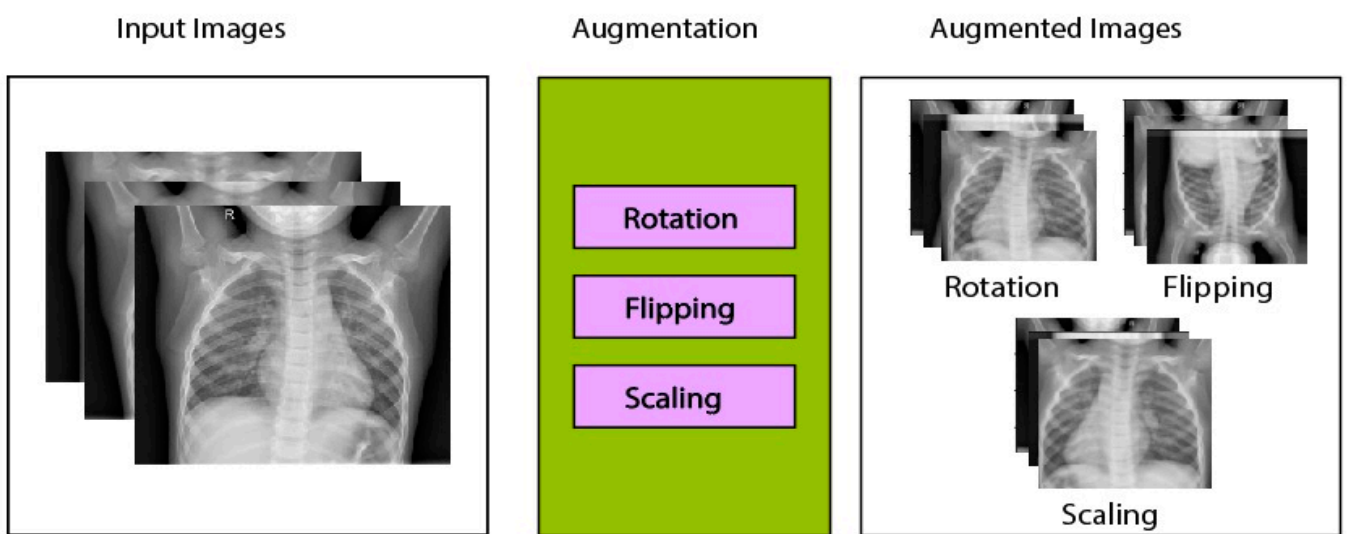 Input Images
Augmentation
Augmented Images
R
Rotation
Flipping
Scaling
Rotation
Flipping
Scaling